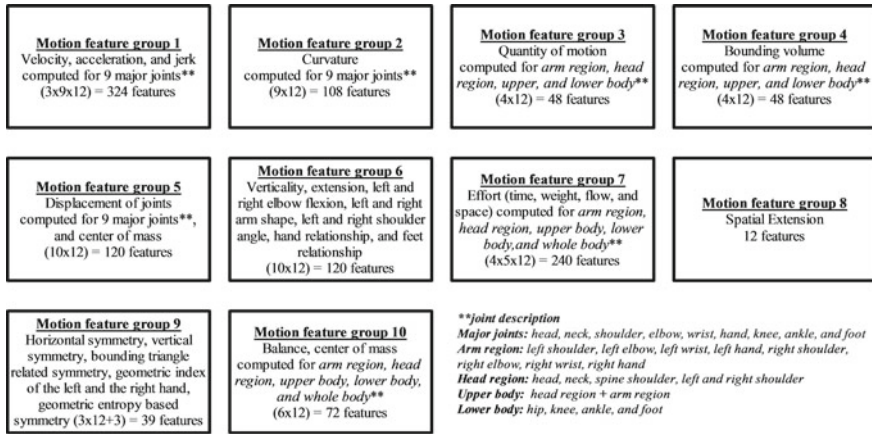 Motion feature group 1
Velocity, acceleration, and jerk
computed for 9 major joints**
(3x9x12) = 324 features
Motion feature group 2
Curvature
computed for 9 major joints**
(9x12) = 108 features
Motion feature group 3
Quantity of motion
computed for arm region, head
region, upper, and lower body**
(4x12) = 48 features
Motion feature group 4
Bounding volume
computed for arm region, head
region, upper, and lower body**
(4x12) = 48 features
Motion feature group 5
Displacement of joints
computed for 9 major joints**,
and center of mass
(10x12) = 120 features
Motion feature group 6
Verticality, extension, left and
right elbow flexion, left and right
arm shape, left and right shoulder
angle, hand relationship, and feet
relationship
(10x12) = 120 features
Motion feature group 7
Effort (time, weight, flow, and
space) computed for arm region,
head region, upper body, lower
body,and whole body**
(4x5x12) = 240 features
Motion feature group 8
Spatial Extension
12 features
Motion feature group 9
Horizontal symmetry, vertical
symmetry, bounding triangle
related symmetry, geometric index
of the left and the right hand,
geometric entropy based
symmetry (3x12+3) = 39 features
Motion feature group 10
Balance, center of mass
computed for arm region, head
region, upper body, lower body,
and whole body**
(6x12) = 72 features
**joint description
Major joints: head, neck, shoulder, elbow, wrist, hand, knee, ankle, and foot
Arm region: left shoulder, left elbow, left wrist, left hand, right shoulder,
right elbow, right wrist, right hand
Head region: head, neck, spine shoulder, left and right shoulder
Upper body: head region + arm region
Lower body: hip, knee, ankle, and foot